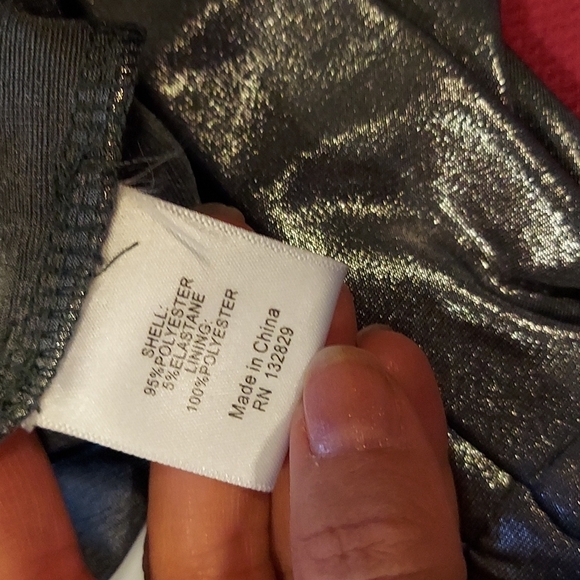 SHELL:
95%POLYESTER
5%ELASTANE
LINING:
100%POLYESTER
Made in China
RN 132829